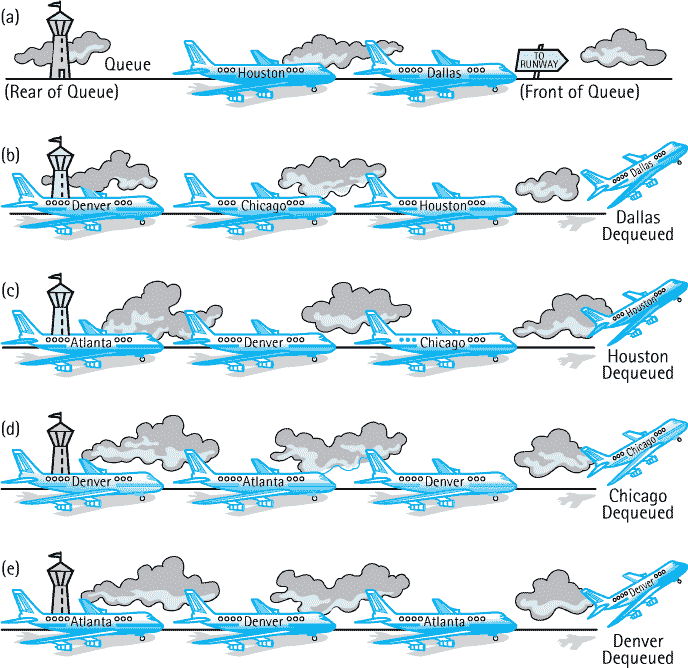 (a)
Queue
Houston
Dallas
TO
RUNWAY
(Rear of Queue)
(Front of Queue)
(b)
Denver
Chicago
Houston
Dallas
Dallas
Dequeued
(c)
Atlanta
Denver
Chicago
Houston
Houston
Dequeued
(d)
Denver
Atlanta
Denver
Chicago
Chicago
Dequeued
(e)
Atlanta
Denver
Atlanta
Denver
Denver
Dequeued